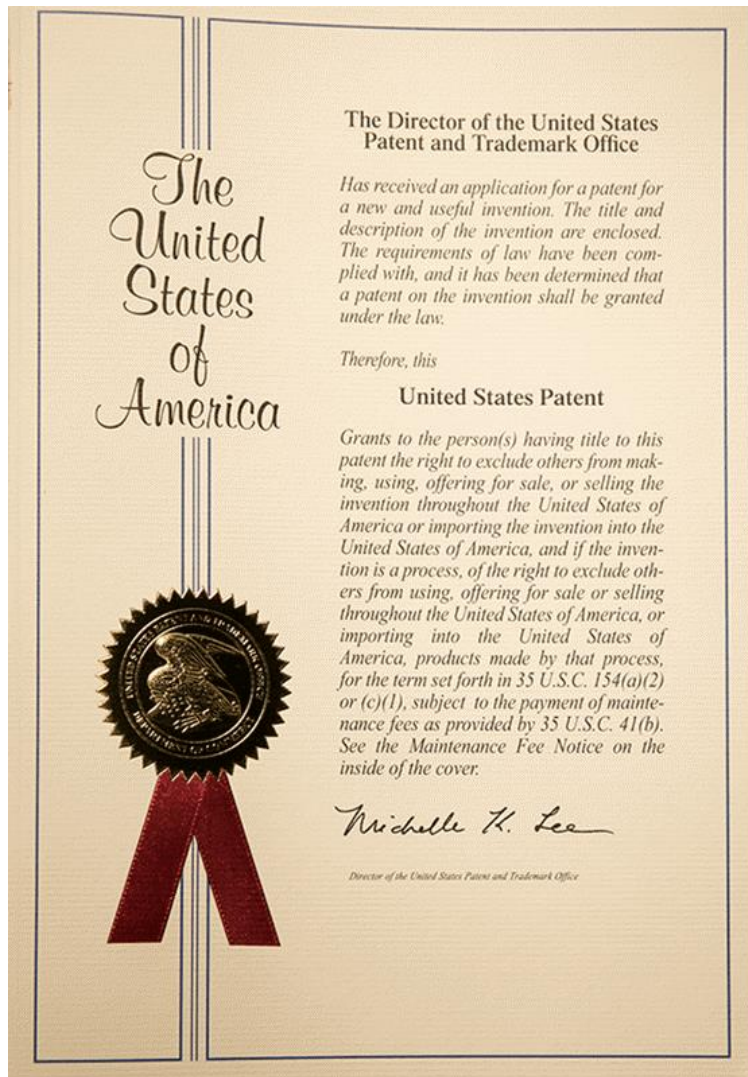 The
United
States
of
America
The Director of the United States
Patent and Trademark Office
Has received an application for a patent for
a new and useful invention. The title and
description of the invention are enclosed.
The requirements of law have been com-
plied with, and it has been determined that
a patent on the invention shall be granted
under the law.
Therefore, this
United States Patent
Grants to the person(s) having title to this
patent the right to exclude others from mak-
ing, using, offering for sale, or selling the
invention throughout the United States of
America or importing the invention into the
United States of America, and if the inven-
tion is a process, of the right to exclude oth-
ers from using, offering for sale or selling
throughout the United States of America, or
importing into the United States of
America, products made by that process,
for the term set forth in 35 U.S.C. 154(a)(2)
or (c)(1), subject to the payment of mainte-
nance fees as provided by 35 U.S.C. 41(b).
See the Maintenance Fee Notice on the
inside of the cover.
Michelle K. Lee
Director of the United States Patent and Trademark Office
UNITED STATES PATENT AND TRADEMARK OFFICE
DEPARTMENT OF COMMERCE